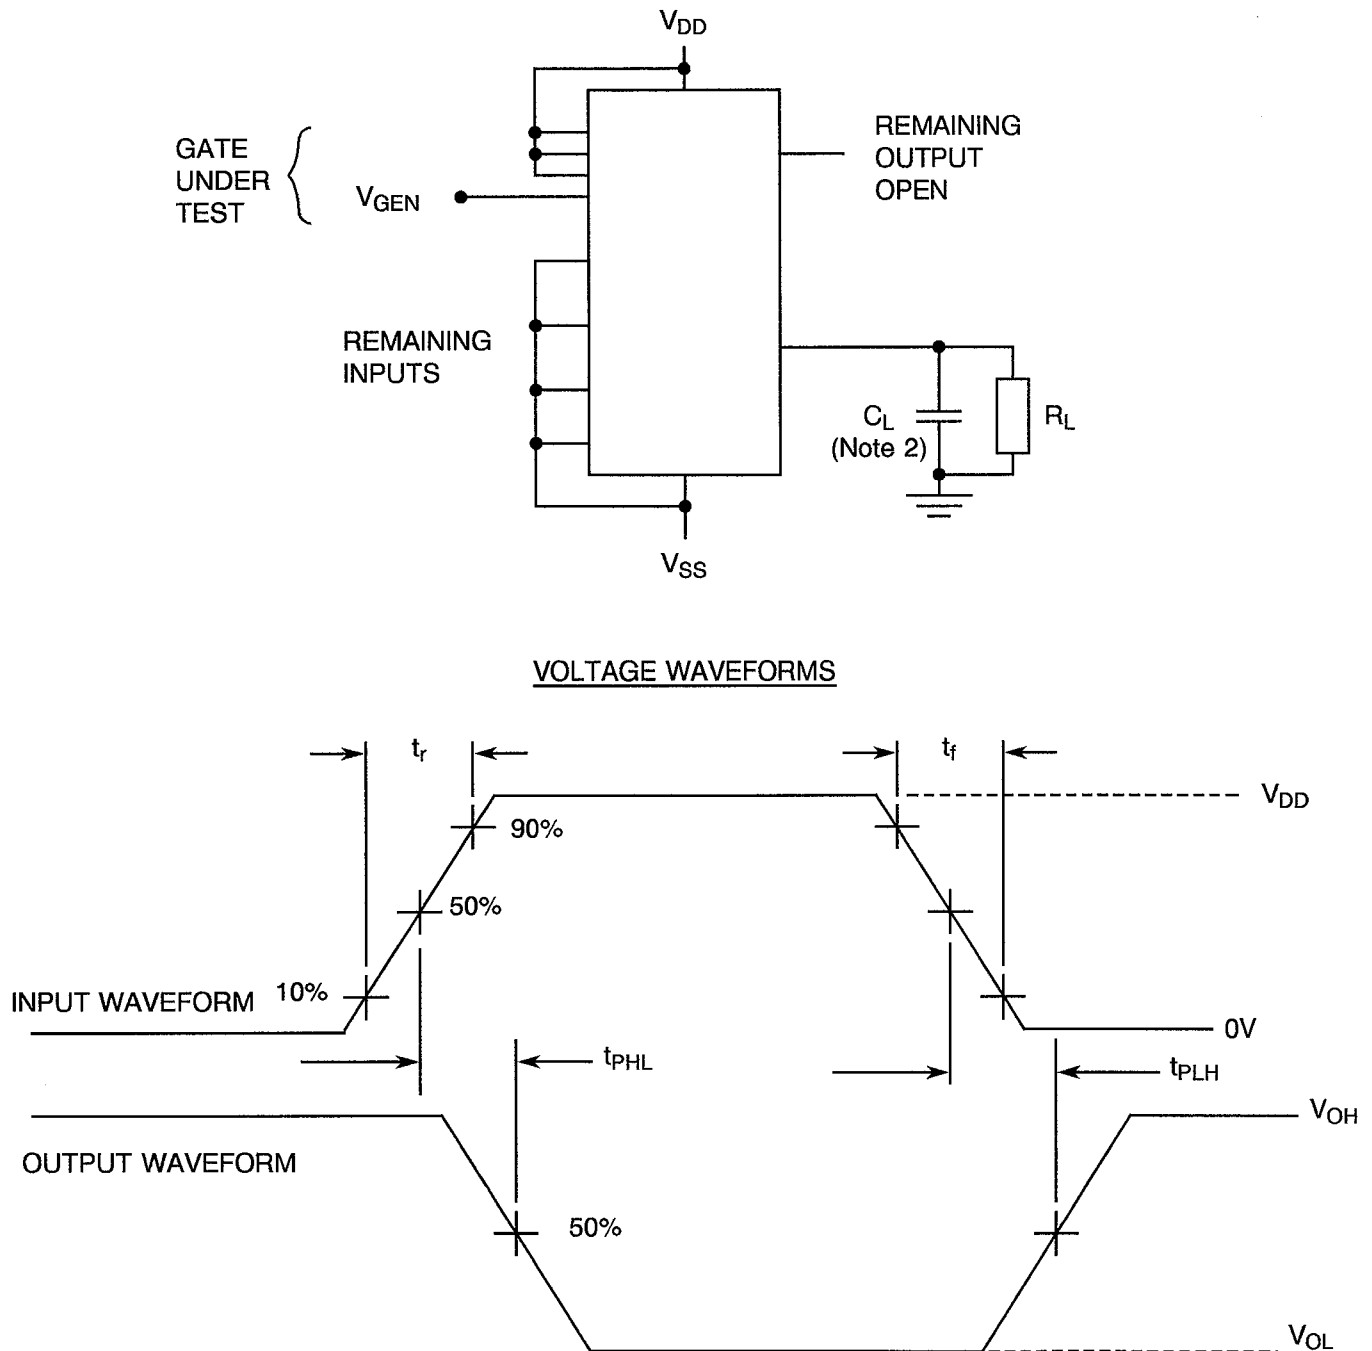 VDD
GATE
UNDER
TEST
VGEN
REMAINING
OUTPUT
OPEN
REMAINING
INPUTS
CL
(Note 2)
RL
VSS
VOLTAGE WAVEFORMS
tr
tf
VDD
90%
50%
INPUT WAVEFORM
10%
0V
tPHL
tPLH
VOH
OUTPUT WAVEFORM
50%
VOL